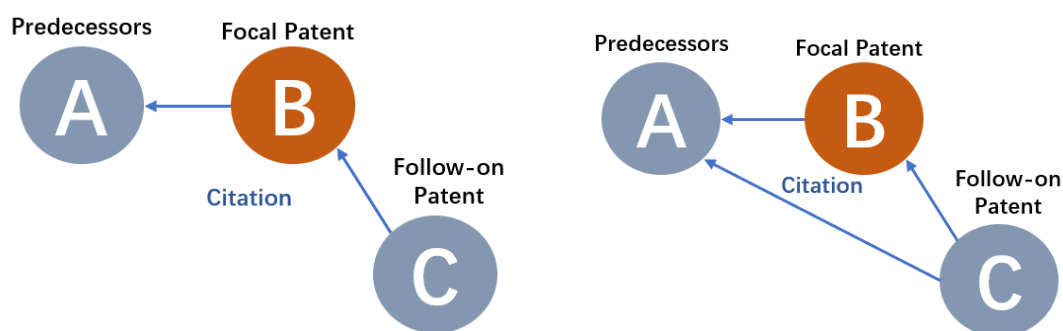 Predecessors
Focal Patent
A
B
Citation
Follow-on
Patent
C
Predecessors
Focal Patent
A
B
Citation
Follow-on
Patent
C